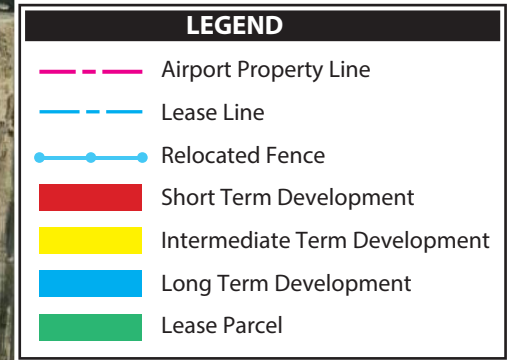 LEGEND
Airport Property Line
Lease Line
Relocated Fence
Short Term Development
Intermediate Term Development
Long Term Development
Lease Parcel